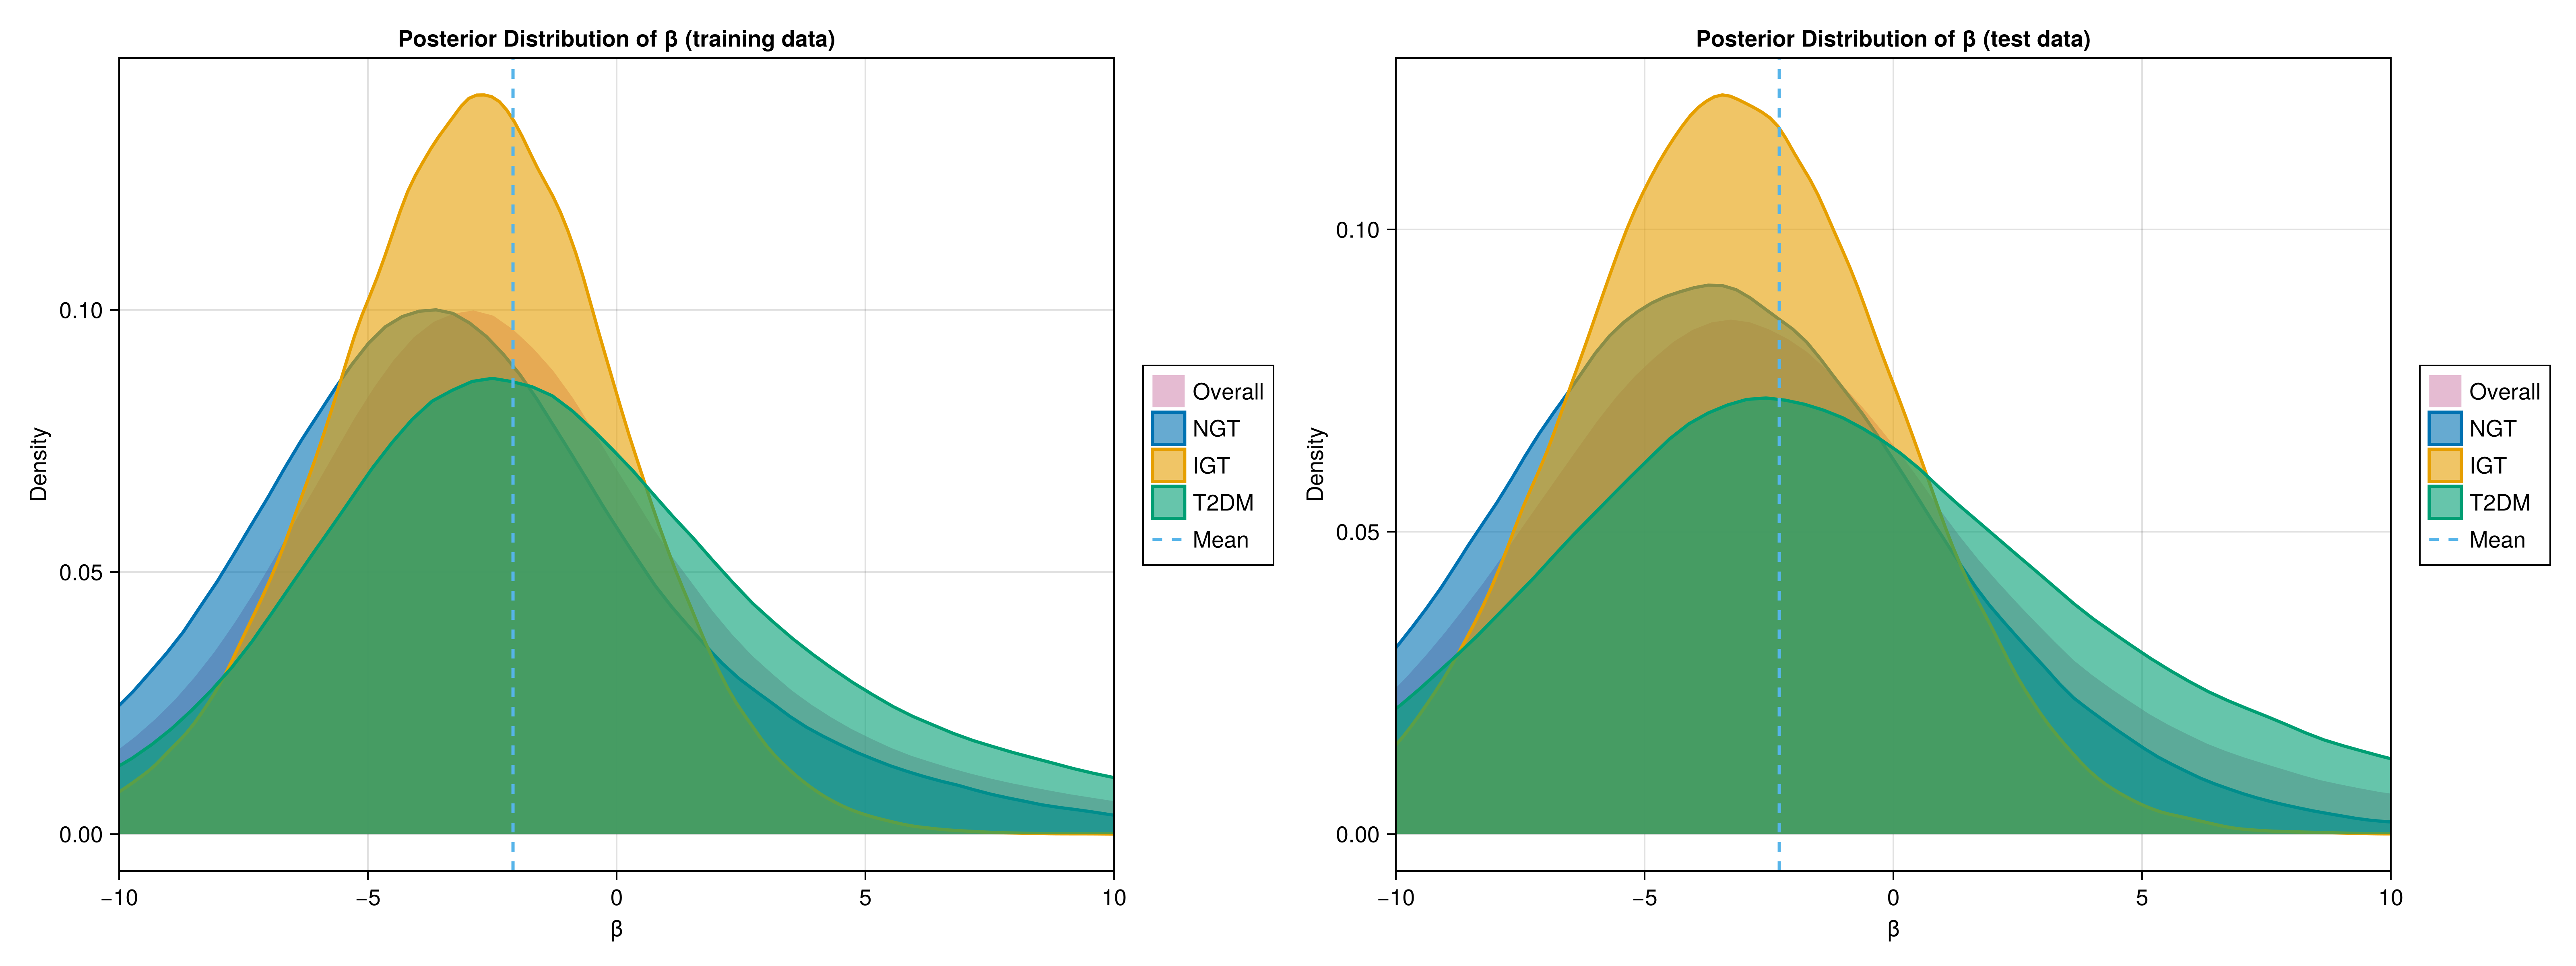 Posterior Distribution of β (training data)
Density
0.10
0.05
0.00
−10
−5
0
5
10
β
Overall
NGT
IGT
T2DM
Mean
Posterior Distribution of β (test data)
Density
0.10
0.05
0.00
−10
−5
0
5
10
β
Overall
NGT
IGT
T2DM
Mean